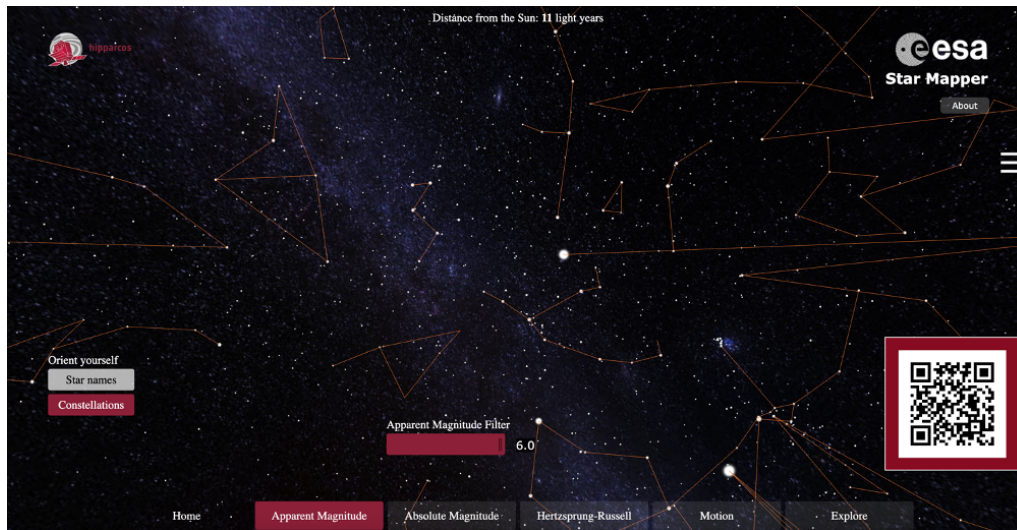 Distance from the Sun: 11 light years
hipparcos
esa
Star Mapper
About
Orient yourself
Star names
Constellations
Apparent Magnitude Filter
6.0
Home
Apparent Magnitude
Absolute Magnitude
Hertzsprung-Russell
Motion
Explore